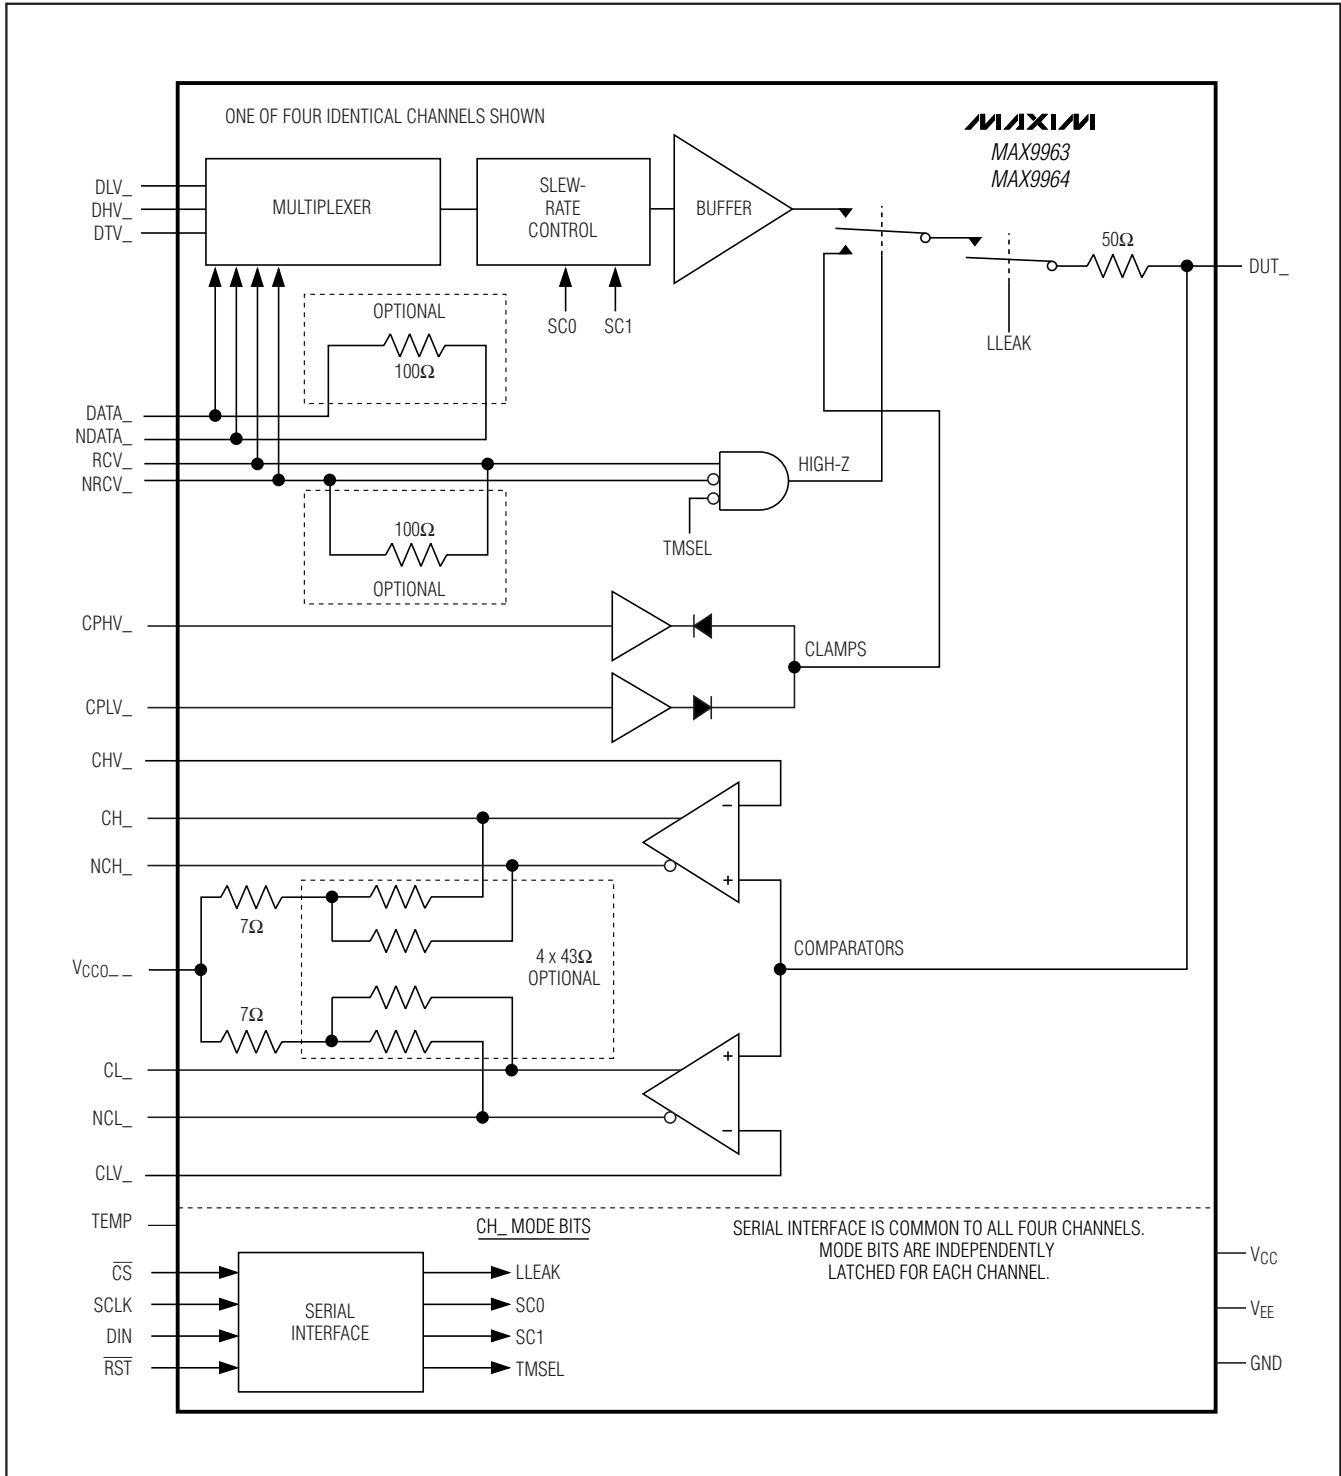 ONE OF FOUR IDENTICAL CHANNELS SHOWN
MAXIM
MAX9963
MAX9964
DLV_
DHV_
DTV_
MULTIPLEXER
SLEW-
RATE
CONTROL
BUFFER
50Ω
DUT_
OPTIONAL
100Ω
SC0
SC1
LLEAK
DATA_
NDATA_
RCV_
NRCV_
HIGH-Z
100Ω
OPTIONAL
TMSEL
CPHV_
CLAMPS
CPLV_
CHV_
CH_
−
NCH_
+
7Ω
4 x 43Ω
OPTIONAL
COMPARATORS
VCCO_ _
7Ω
+
CL_
NCL_
−
CLV_
TEMP
CH_ MODE BITS
SERIAL INTERFACE IS COMMON TO ALL FOUR CHANNELS.
MODE BITS ARE INDEPENDENTLY
LATCHED FOR EACH CHANNEL.
CS
SCLK
DIN
RST
SERIAL
INTERFACE
LLEAK
SC0
SC1
TMSEL
VCC
VEE
GND